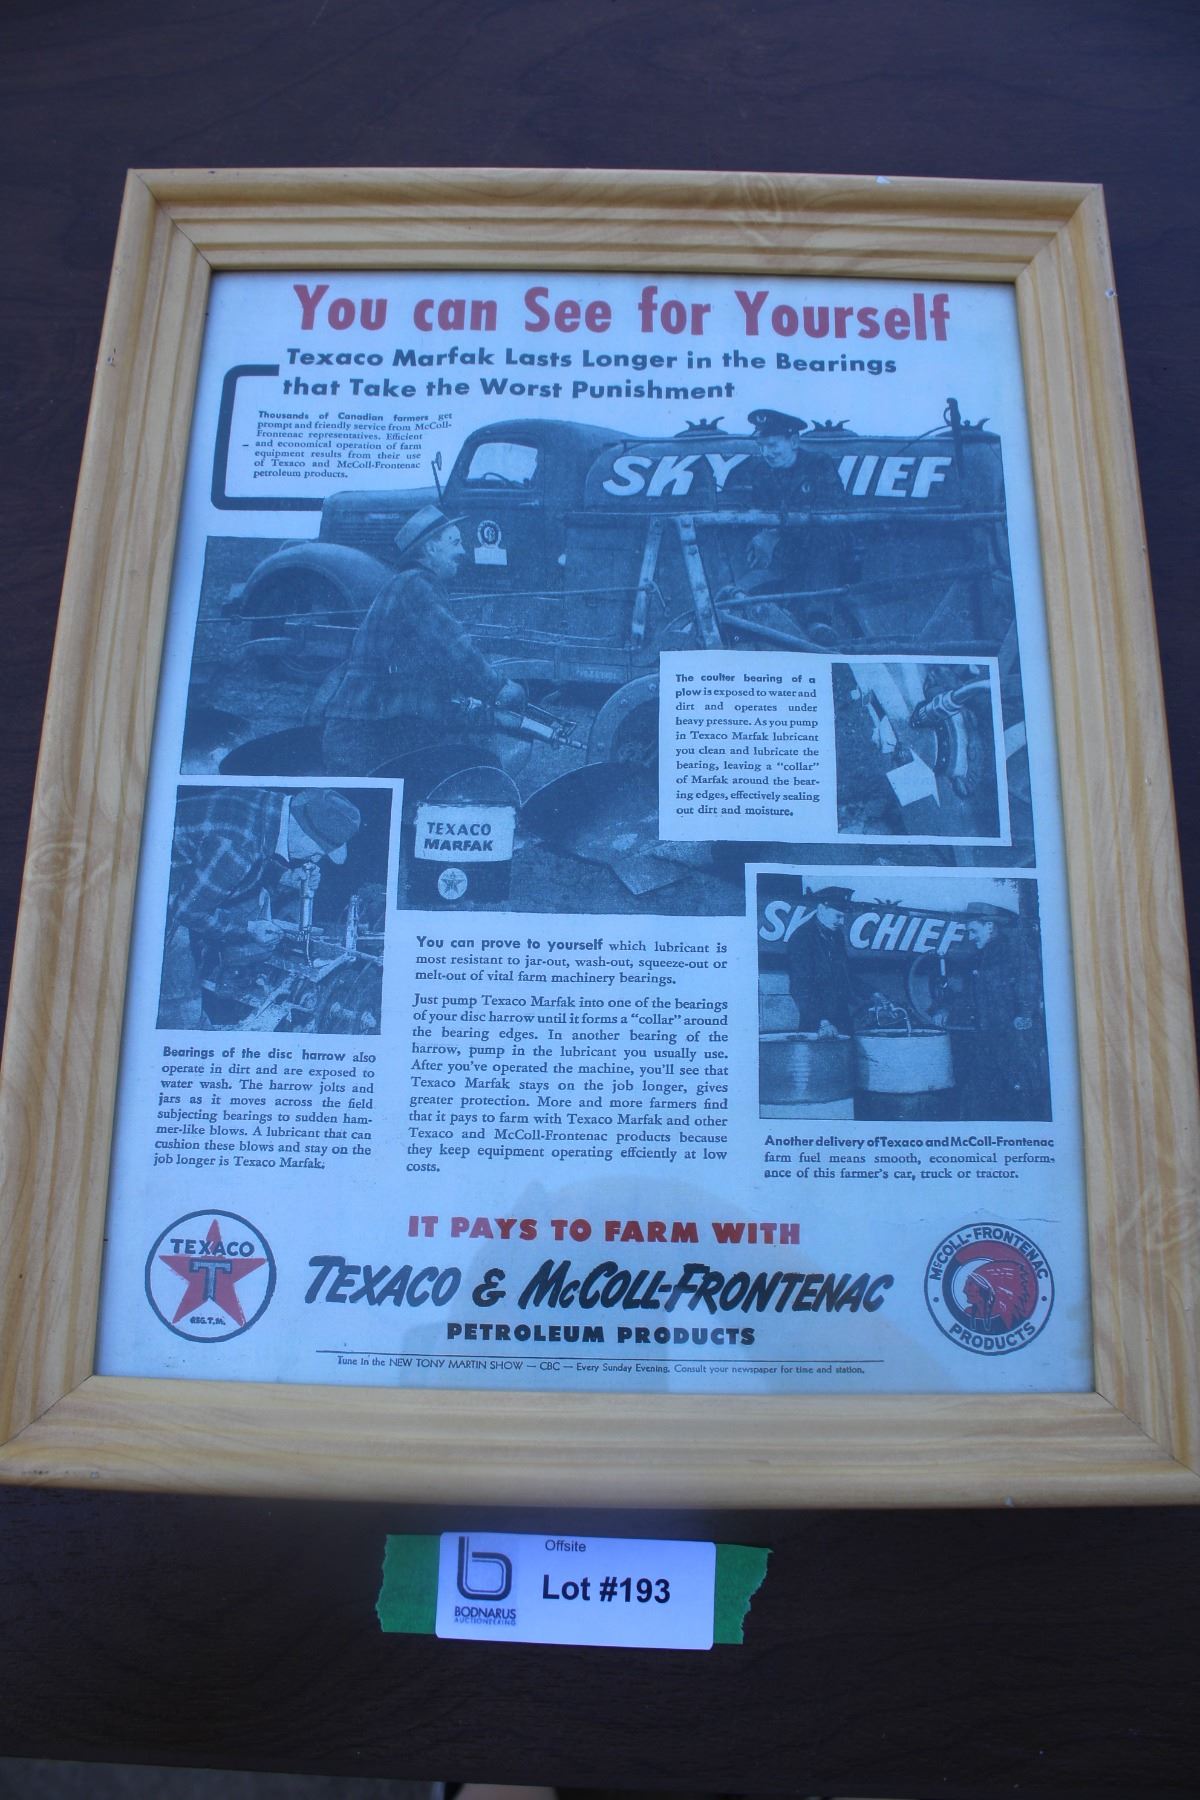 You can See for Yourself
Texaco Marfak Lasts Longer in the Bearings
that Take the Worst Punishment
Thousands of Canadian farmers get
prompt and friendly service from McColl-
Frontenac representatives. Efficient
and economical operation of farm
equipment results from their use
of Texaco and McColl-Frontenac
petroleum products.
SKY HIEF
The coulter bearing of a
plow is exposed to water and
dirt and operates under
heavy pressure. As you pump
in Texaco Marfak lubricant
you clean and lubricate the
bearing, leaving a "collar"
of Marfak around the bear-
ing edges, effectively sealing
out dirt and moisture.
TEXACO
MARFAK
SKY CHIEF
Bearings of the disc harrow also
operate in dirt and are exposed to
water wash. The harrow jolts and
jars as it moves across the field
subjecting bearings to sudden ham-
mer-like blows. A lubricant that can
cushion these blows and stay on the
job longer is Texaco Marfak.
You can prove to yourself which lubricant is
most resistant to jar-out, wash-out, squeeze-out or
melt-out of vital farm machinery bearings.
Just pump Texaco Marfak into one of the bearings
of your disc harrow until it forms a "collar" around
the bearing edges. In another bearing of the
harrow, pump in the lubricant you usually use.
After you've operated the machine, you'll see that
Texaco Marfak stays on the job longer, gives
greater protection. More and more farmers find
that it pays to farm with Texaco Marfak and other
Texaco and McColl-Frontenac products because
they keep equipment operating effciently at low
costs.
Another delivery of Texaco and McColl-Frontenac
farm fuel means smooth, economical perform-
ance of this farmer's car, truck or tractor.
IT PAYS TO FARM WITH
TEXACO & McCOLL-FRONTENAC
PETROLEUM PRODUCTS
TEXACO
T
REG. T.M.
McCOLL-FRONTENAC
PRODUCTS
Tune in the NEW TONY MARTIN SHOW — CBC — Every Sunday Evening. Consult your newspaper for time and station.
Offsite
Lot #193
b
BODNARUS
AUCTIONEERING